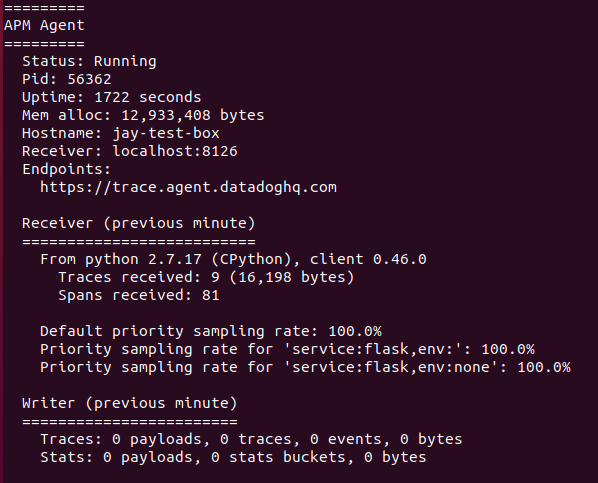 =========
APM Agent
=========
  Status: Running
  Pid: 56362
  Uptime: 1722 seconds
  Mem alloc: 12,933,408 bytes
  Hostname: jay-test-box
  Receiver: localhost:8126
  Endpoints:
    https://trace.agent.datadoghq.com

  Receiver (previous minute)
  ==========================
    From python 2.7.17 (CPython), client 0.46.0
      Traces received: 9 (16,198 bytes)
      Spans received: 81

    Default priority sampling rate: 100.0%
    Priority sampling rate for 'service:flask,env:': 100.0%
    Priority sampling rate for 'service:flask,env:none': 100.0%

  Writer (previous minute)
  ========================
    Traces: 0 payloads, 0 traces, 0 events, 0 bytes
    Stats: 0 payloads, 0 stats buckets, 0 bytes